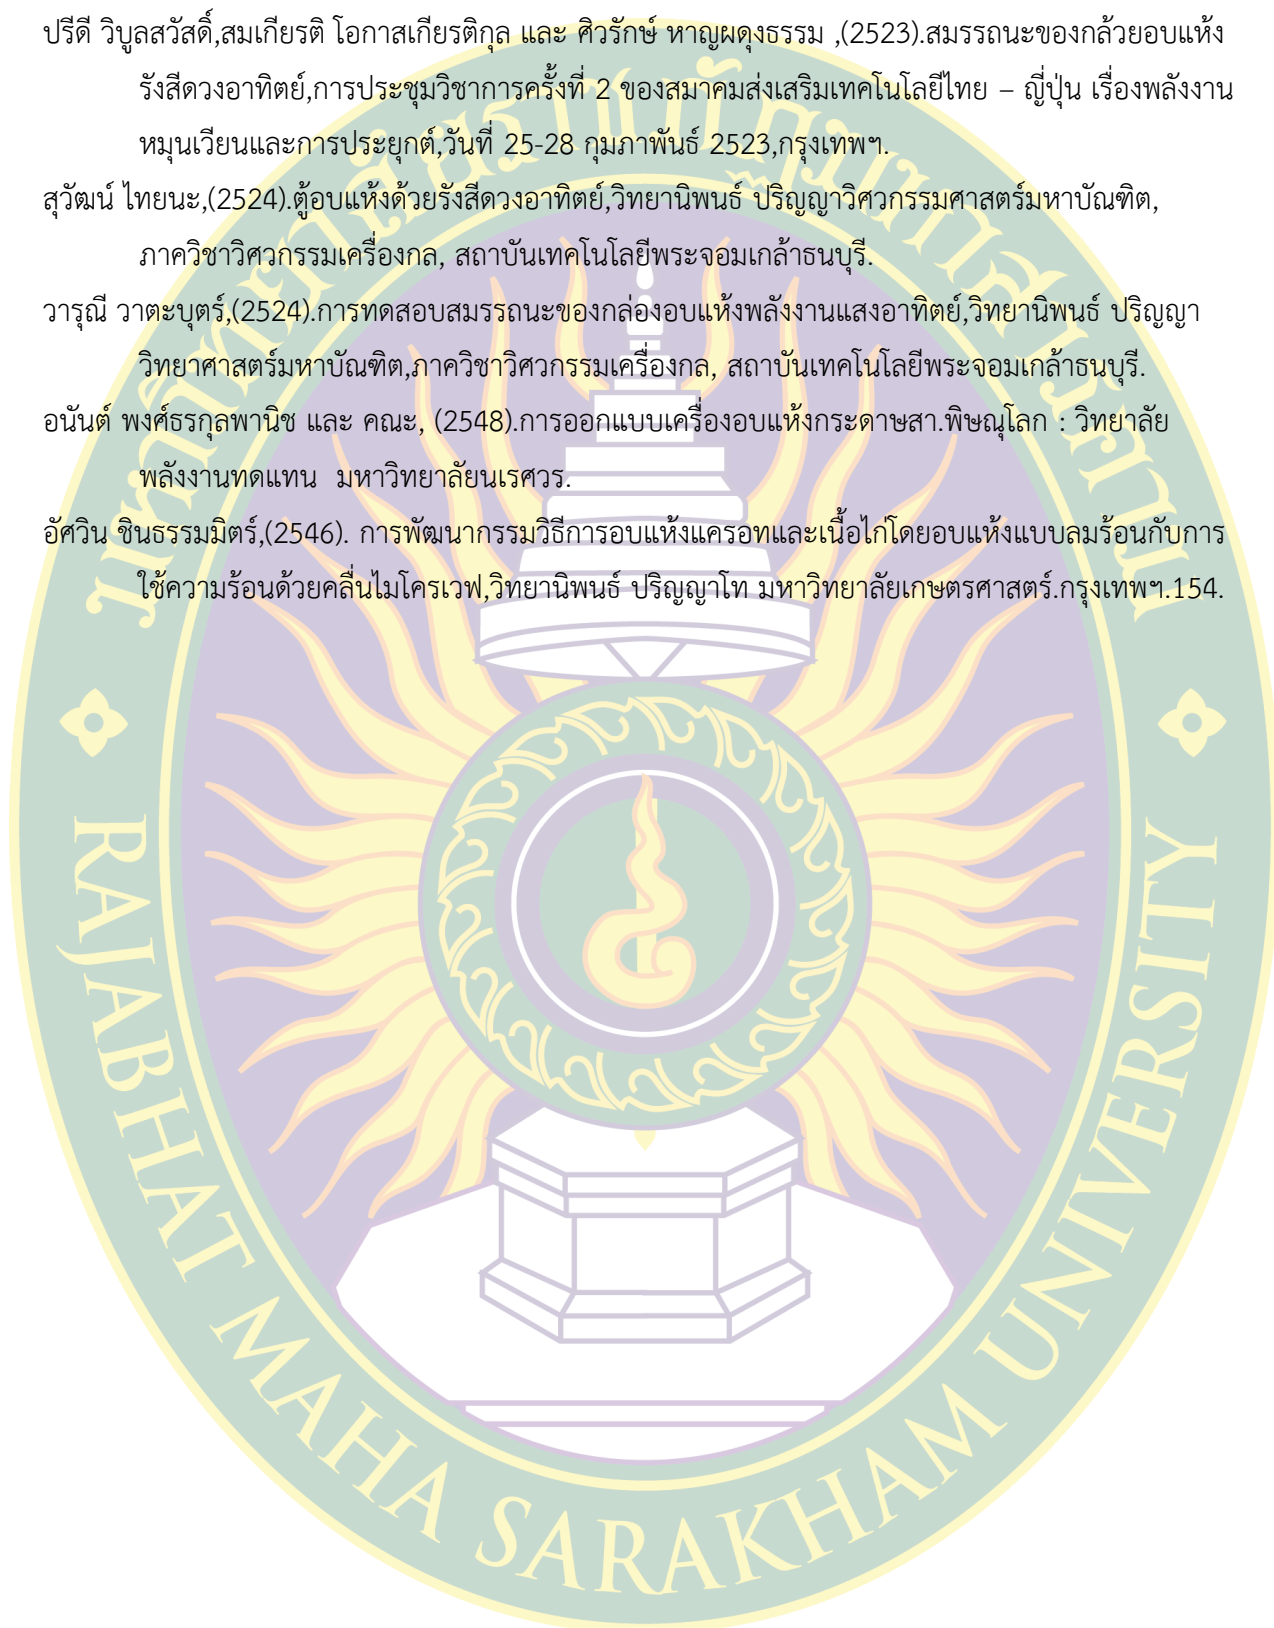 ปรีดี วิบูลสวัสดิ์,สมเกียรติ โอกาสเกียรติกุล และ ศิวรักษ์ หาญผดุงธรรม ,(2523).สมรรถนะของกล้วยอบแห้ง
รังสีดวงอาทิตย์,การประชุมวิชาการครั้งที่ 2 ของสมาคมส่งเสริมเทคโนโลยีไทย – ญี่ปุ่น เรื่องพลังงาน
หมุนเวียนและการประยุกต์,วันที่ 25-28 กุมภาพันธ์ 2523,กรุงเทพฯ.
สุวัฒน์ ไทยนะ,(2524).ตู้อบแห้งด้วยรังสีดวงอาทิตย์,วิทยานิพนธ์ ปริญญาวิศวกรรมศาสตร์มหาบัณฑิต,
ภาควิชาวิศวกรรมเครื่องกล, สถาบันเทคโนโลยีพระจอมเกล้าธนบุรี.
วารุณี วาตะบุตร์,(2524).การทดสอบสมรรถนะของกล่องอบแห้งพลังงานแสงอาทิตย์,วิทยานิพนธ์ ปริญญา
วิทยาศาสตร์มหาบัณฑิต,ภาควิชาวิศวกรรมเครื่องกล, สถาบันเทคโนโลยีพระจอมเกล้าธนบุรี.
อนันต์ พงศ์ธรกุลพานิช และ คณะ, (2548).การออกแบบเครื่องอบแห้งกระดาษสา.พิษณุโลก : วิทยาลัย
พลังงานทดแทน มหาวิทยาลัยนเรศวร.
อัศวิน ชินธรรมมิตร์,(2546). การพัฒนากรรมวิธีการอบแห้งแครอทและเนื้อไก่โดยอบแห้งแบบลมร้อนกับการ
ใช้ความร้อนด้วยคลื่นไมโครเวฟ,วิทยานิพนธ์ ปริญญาโท มหาวิทยาลัยเกษตรศาสตร์.กรุงเทพฯ.154.
มหาวิทยาลัยราชภัฏมหาสารคาม
RAJABHAT MAHA SARAKHAM UNIVERSITY